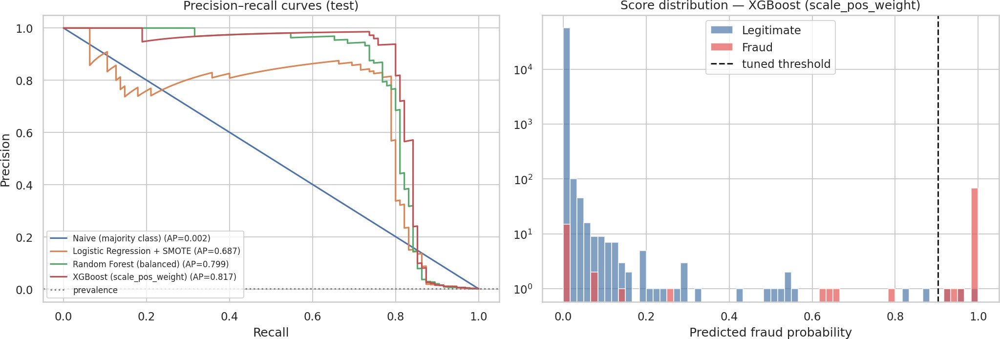 Precision–recall curves (test)
Precision
1.0
0.8
0.6
0.4
0.2
0.0
Naive (majority class) (AP=0.002)
Logistic Regression + SMOTE (AP=0.687)
Random Forest (balanced) (AP=0.799)
XGBoost (scale_pos_weight) (AP=0.817)
prevalence
0.0 0.2 0.4 0.6 0.8 1.0
Recall
Score distribution — XGBoost (scale_pos_weight)
Legitimate
Fraud
tuned threshold
10⁴
10³
10²
10¹
10⁰
0.0 0.2 0.4 0.6 0.8 1.0
Predicted fraud probability